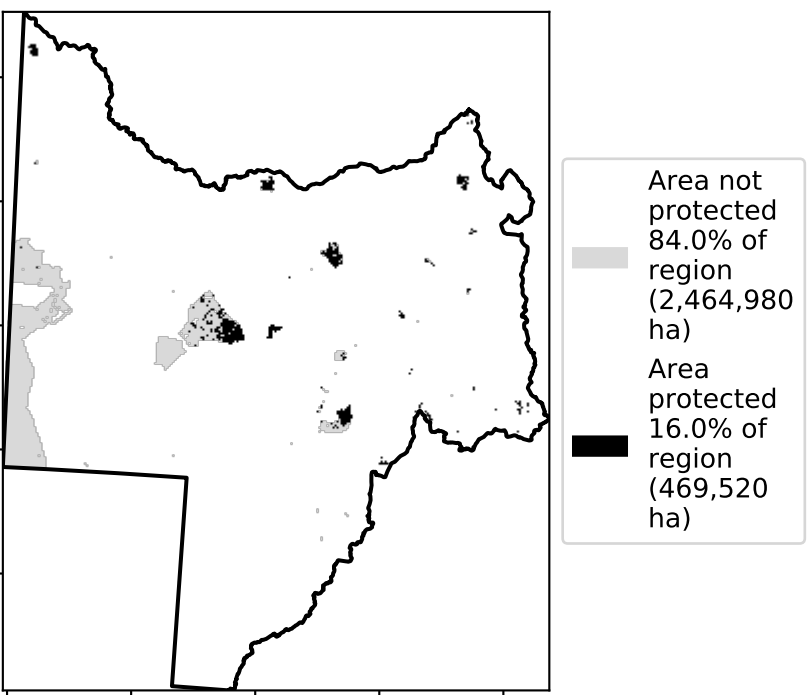 Area not
protected
84.0% of
region
(2,464,980
ha)
Area
protected
16.0% of
region
(469,520
ha)